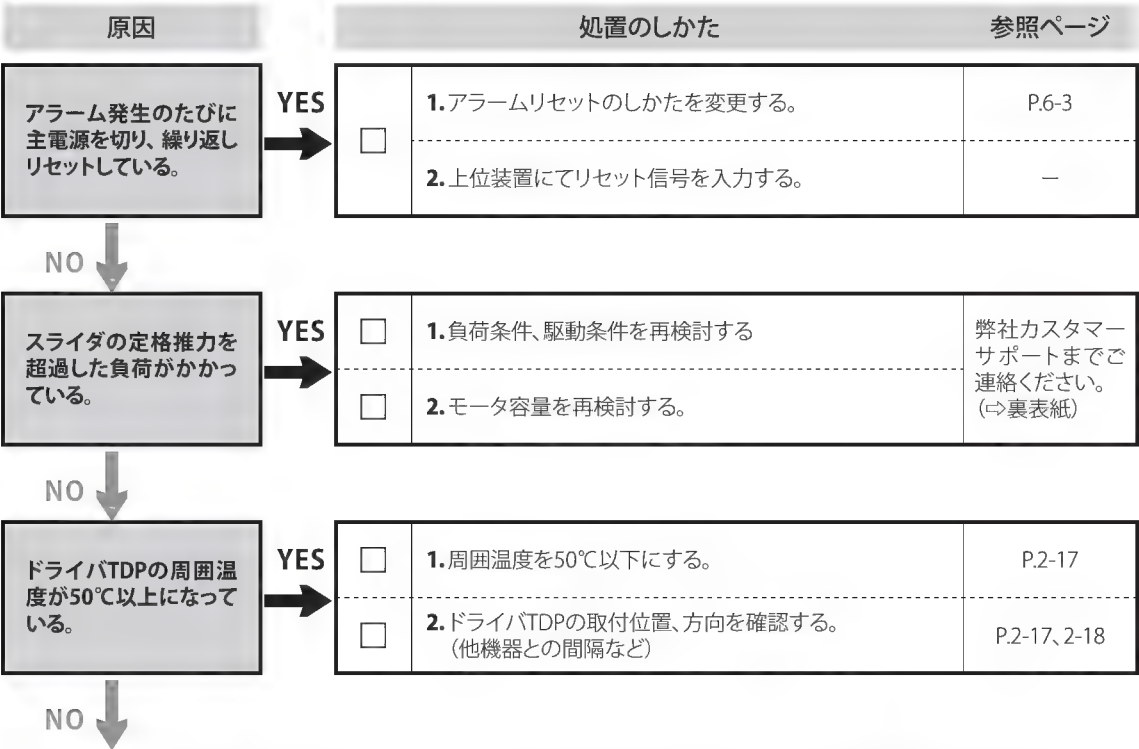 原因
処置のしかた
参照ページ
アラーム発生のたびに
主電源を切り、繰り返し
リセットしている。
YES
1.アラームリセットのしかたを変更する。
P.6-3
2.上位装置にてリセット信号を入力する。
—
NO
スライダの定格推力を
超過した負荷がかかっ
ている。
YES
1.負荷条件、駆動条件を再検討する
2.モータ容量を再検討する。
弊社カスタマー
サポートまでご
連絡ください。
(⇨裏表紙)
NO
ドライバTDPの周囲温
度が50℃以上になって
いる。
YES
1.周囲温度を50℃以下にする。
P.2-17
2.ドライバTDPの取付位置、方向を確認する。
(他機器との間隔など)
P.2-17、2-18
NO